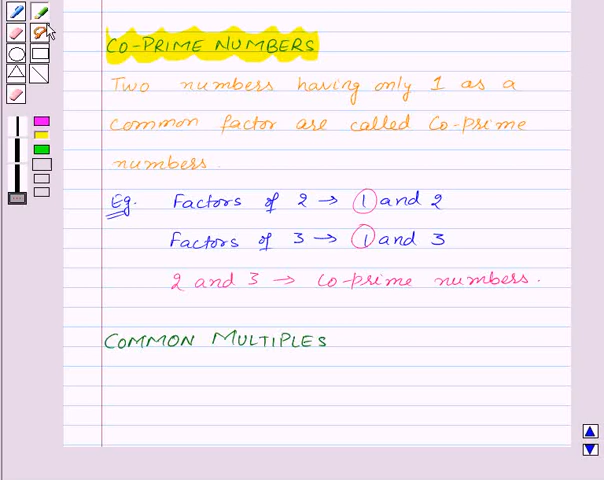 CO-PRIME NUMBERS
Two numbers having only 1 as a
common factor are called Co-prime
numbers.
Eg. Factors of 2 → 1 and 2
Factors of 3 → 1 and 3
2 and 3 → co-prime numbers.
COMMON MULTIPLES